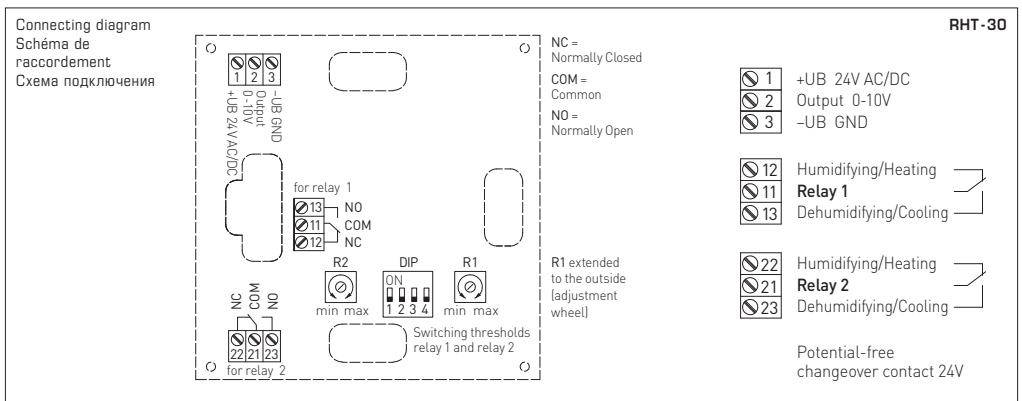 Connecting diagram
Schéma de
raccordement
Схема подключения
RHT-30
1 2 3
+UB 24V AC/DC
Output
0-10V
–UB GND
for relay 1
13 NO
11 COM
12 NC
R2
min max
DIP
ON
1 2 3 4
R1
min max
Switching thresholds
relay 1 and relay 2
NC COM NO
22 21 23
for relay 2
NC =
Normally Closed
COM =
Common
NO =
Normally Open
R1 extended
to the outside
(adjustment
wheel)
1 +UB 24V AC/DC
2 Output 0-10V
3 –UB GND
12 Humidifying/Heating
11 Relay 1
13 Dehumidifying/Cooling
22 Humidifying/Heating
21 Relay 2
23 Dehumidifying/Cooling
Potential-free
changeover contact 24V